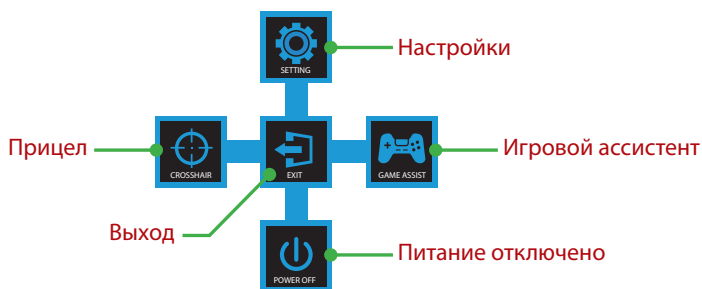 Настройки
SETTING
Прицел
CROSSHAIR
EXIT
GAME ASSIST
Игровой ассистент
Выход
POWER OFF
Питание отключено